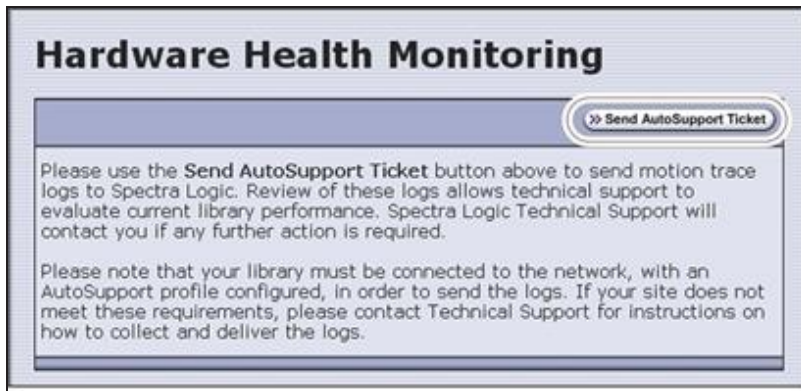 Hardware Health Monitoring
>> Send AutoSupport Ticket
Please use the Send AutoSupport Ticket button above to send motion trace
logs to Spectra Logic. Review of these logs allows technical support to
evaluate current library performance. Spectra Logic Technical Support will
contact you if any further action is required.
Please note that your library must be connected to the network, with an
AutoSupport profile configured, in order to send the logs. If your site does not
meet these requirements, please contact Technical Support for instructions on
how to collect and deliver the logs.